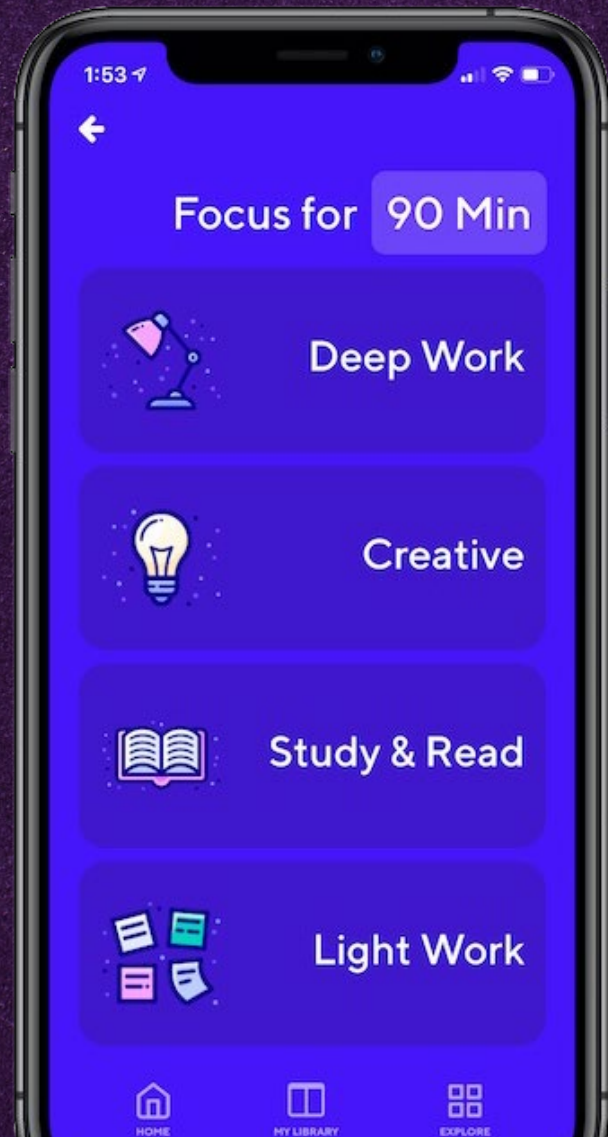 1:53
Focus for 90 Min
Deep Work
Creative
Study & Read
Light Work
HOME MY LIBRARY EXPLORE